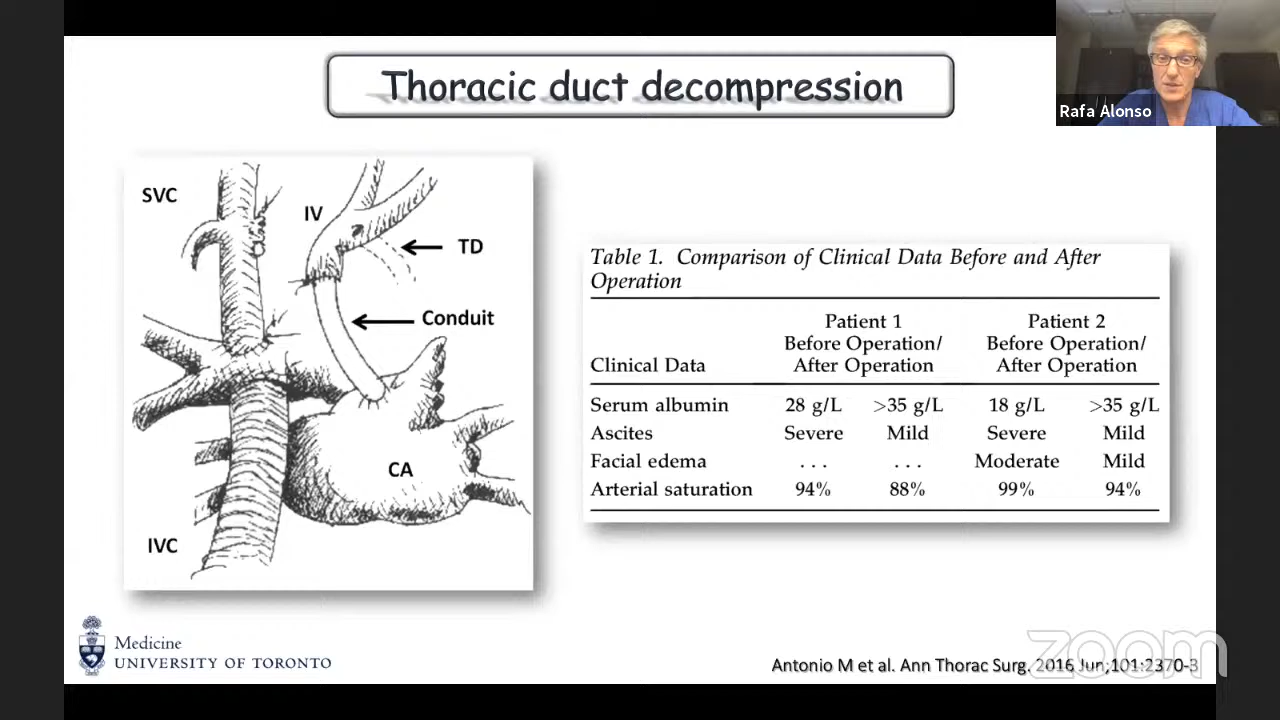 Thoracic duct decompression
Rafa Alonso
SVC
IV
TD
Conduit
CA
IVC
Table 1. Comparison of Clinical Data Before and After
Operation
Clinical Data
Patient 1
Before Operation/
After Operation
Patient 2
Before Operation/
After Operation
Serum albumin 28 g/L >35 g/L 18 g/L >35 g/L
Ascites Severe Mild Severe Mild
Facial edema . . . . . . Moderate Mild
Arterial saturation 94% 88% 99% 94%
Medicine
UNIVERSITY OF TORONTO
Antonio M et al. Ann Thorac Surg. 2016 Jun;101:2370-3
zoom